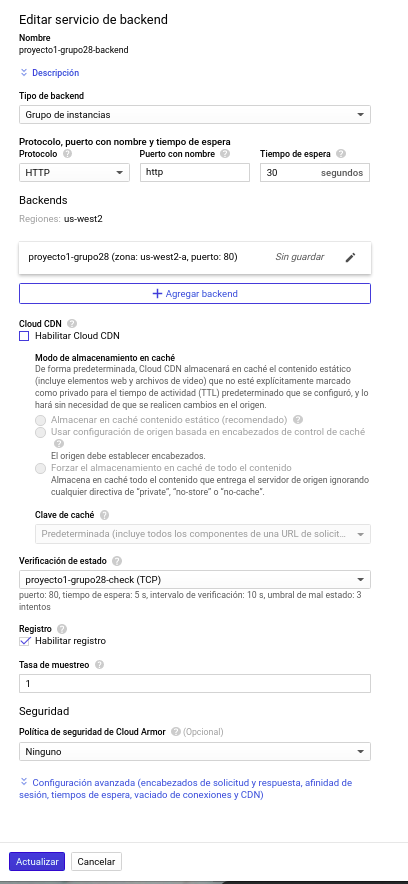 Editar servicio de backend
Nombre
proyecto1-grupo28-backend
Descripción
Tipo de backend
Grupo de instancias
Protocolo, puerto con nombre y tiempo de espera
Protocolo ? Puerto con nombre ? Tiempo de espera ?
HTTP http 30 segundos
Backends
Regiones: us-west2
proyecto1-grupo28 (zona: us-west2-a, puerto: 80) Sin guardar
+ Agregar backend
Cloud CDN ?
Habilitar Cloud CDN
Modo de almacenamiento en caché
De forma predeterminada, Cloud CDN almacenará en caché el contenido estático
(incluye elementos web y archivos de video) que no esté explícitamente marcado
como privado para el tiempo de actividad (TTL) predeterminado que se configuró, y lo
hará sin necesidad de que se realicen cambios en el origen.
Almacenar en caché contenido estático (recomendado) ?
Usar configuración de origen basada en encabezados de control de caché
?
El origen debe establecer encabezados.
Forzar el almacenamiento en caché de todo el contenido
Almacena en caché todo el contenido que entrega el servidor de origen ignorando
cualquier directiva de “private”, “no-store” o “no-cache”.
Clave de caché ?
Predeterminada (incluye todos los componentes de una URL de solicit...
Verificación de estado ?
proyecto1-grupo28-check (TCP)
puerto: 80, tiempo de espera: 5 s, intervalo de verificación: 10 s, umbral de mal estado: 3
intentos
Registro ?
Habilitar registro
Tasa de muestreo ?
1
Seguridad
Política de seguridad de Cloud Armor ? (Opcional)
Ninguno
Configuración avanzada (encabezados de solicitud y respuesta, afinidad de
sesión, tiempos de espera, vaciado de conexiones y CDN)
Actualizar Cancelar